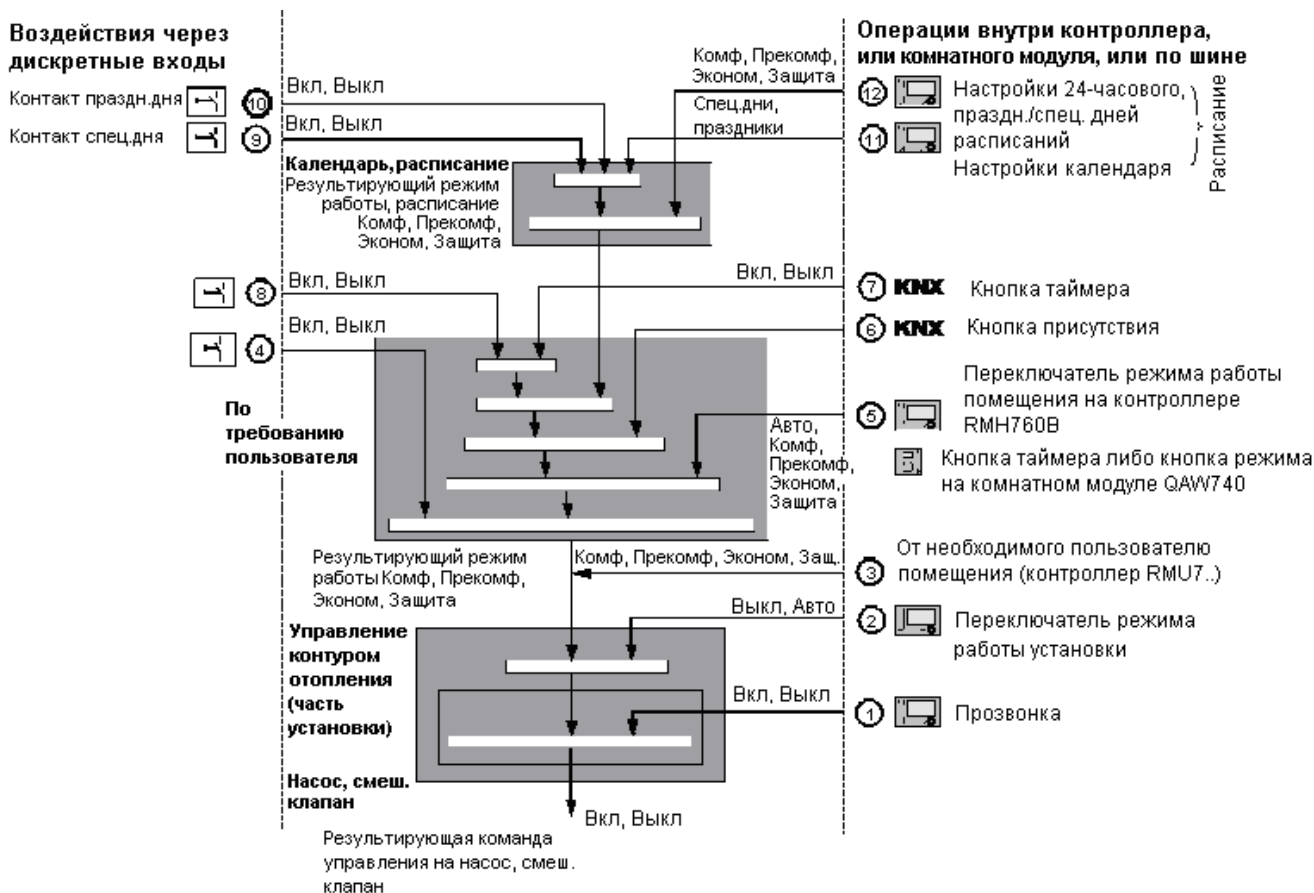 Воздействия через
дискретные входы
Контакт праздн.дня
10
Контакт спец.дня
9
Вкл, Выкл
Вкл, Выкл
Комф, Прекомф,
Эконом, Защита
Спец.дни,
праздники
Операции внутри контроллера,
или комнатного модуля, или по шине
12
Настройки 24-часового,
праздн./спец. дней
11
расписаний
Настройки календаря
Расписание
Календарь, расписание
Результирующий режим
работы, расписание
Комф, Прекомф,
Эконом, Защита
8
Вкл, Выкл
Вкл, Выкл
7
KNX
Кнопка таймера
4
Вкл, Выкл
6
KNX
Кнопка присутствия
По
требованию
пользователя
Авто,
Комф,
Прекомф,
Эконом,
Защита
Переключатель режима работы
помещения на контроллере
5
RMH760B
Кнопка таймера либо кнопка режима
на комнатном модуле QAW740
Результирующий режим
работы Комф, Прекомф,
Эконом, Защита
Комф, Прекомф, Эконом, Защ.
От необходимого пользователю
3
помещения (контроллер RMU7..)
Выкл, Авто
2
Переключатель режима
работы установки
Управление
контуром
отопления
(часть
установки)
Вкл, Выкл
1
Прозвонка
Насос, смеш.
клапан
Вкл, Выкл
Результирующая команда
управления на насос, смеш.
клапан